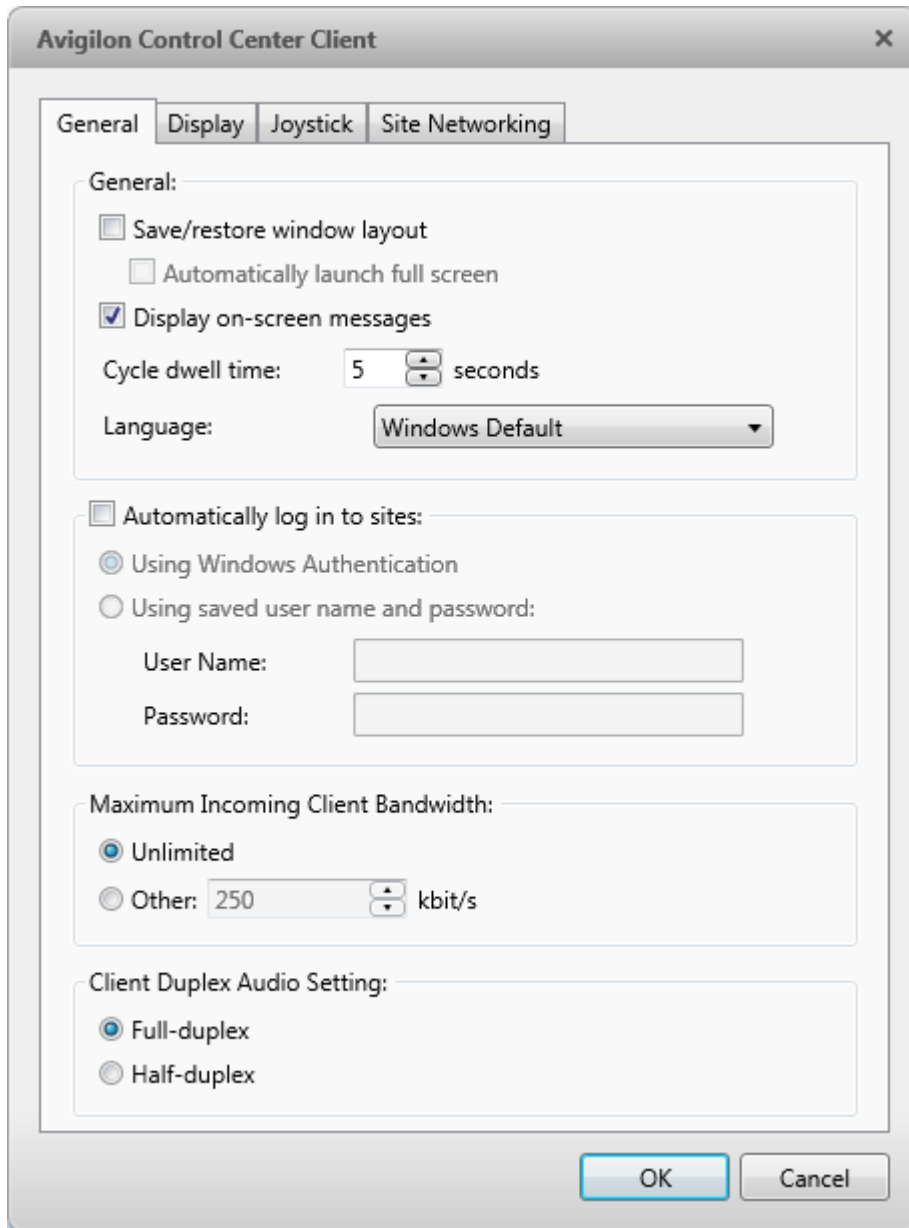 Avigilon Control Center Client
General Display Joystick Site Networking
General:
Save/restore window layout
Automatically launch full screen
Display on-screen messages
Cycle dwell time: 5 seconds
Language: Windows Default
Automatically log in to sites:
Using Windows Authentication
Using saved user name and password:
User Name:
Password:
Maximum Incoming Client Bandwidth:
Unlimited
Other: 250 kbit/s
Client Duplex Audio Setting:
Full-duplex
Half-duplex
OK Cancel